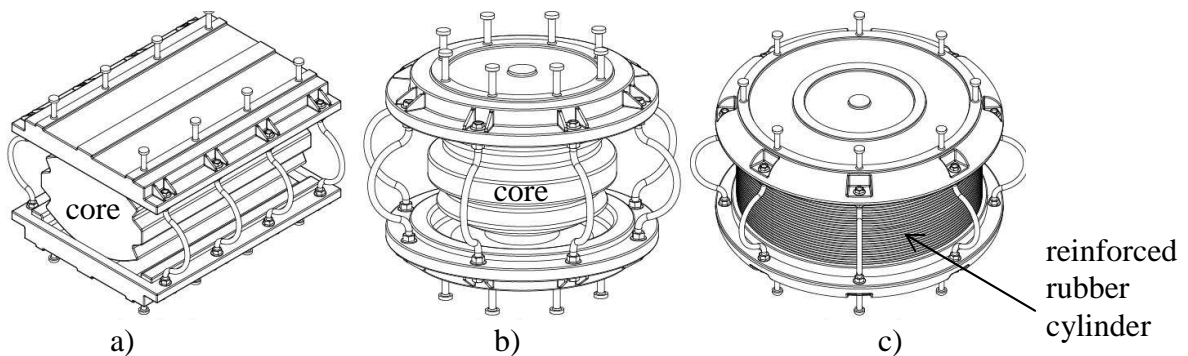 core
core
reinforced
rubber
cylinder
a)
b)
c)